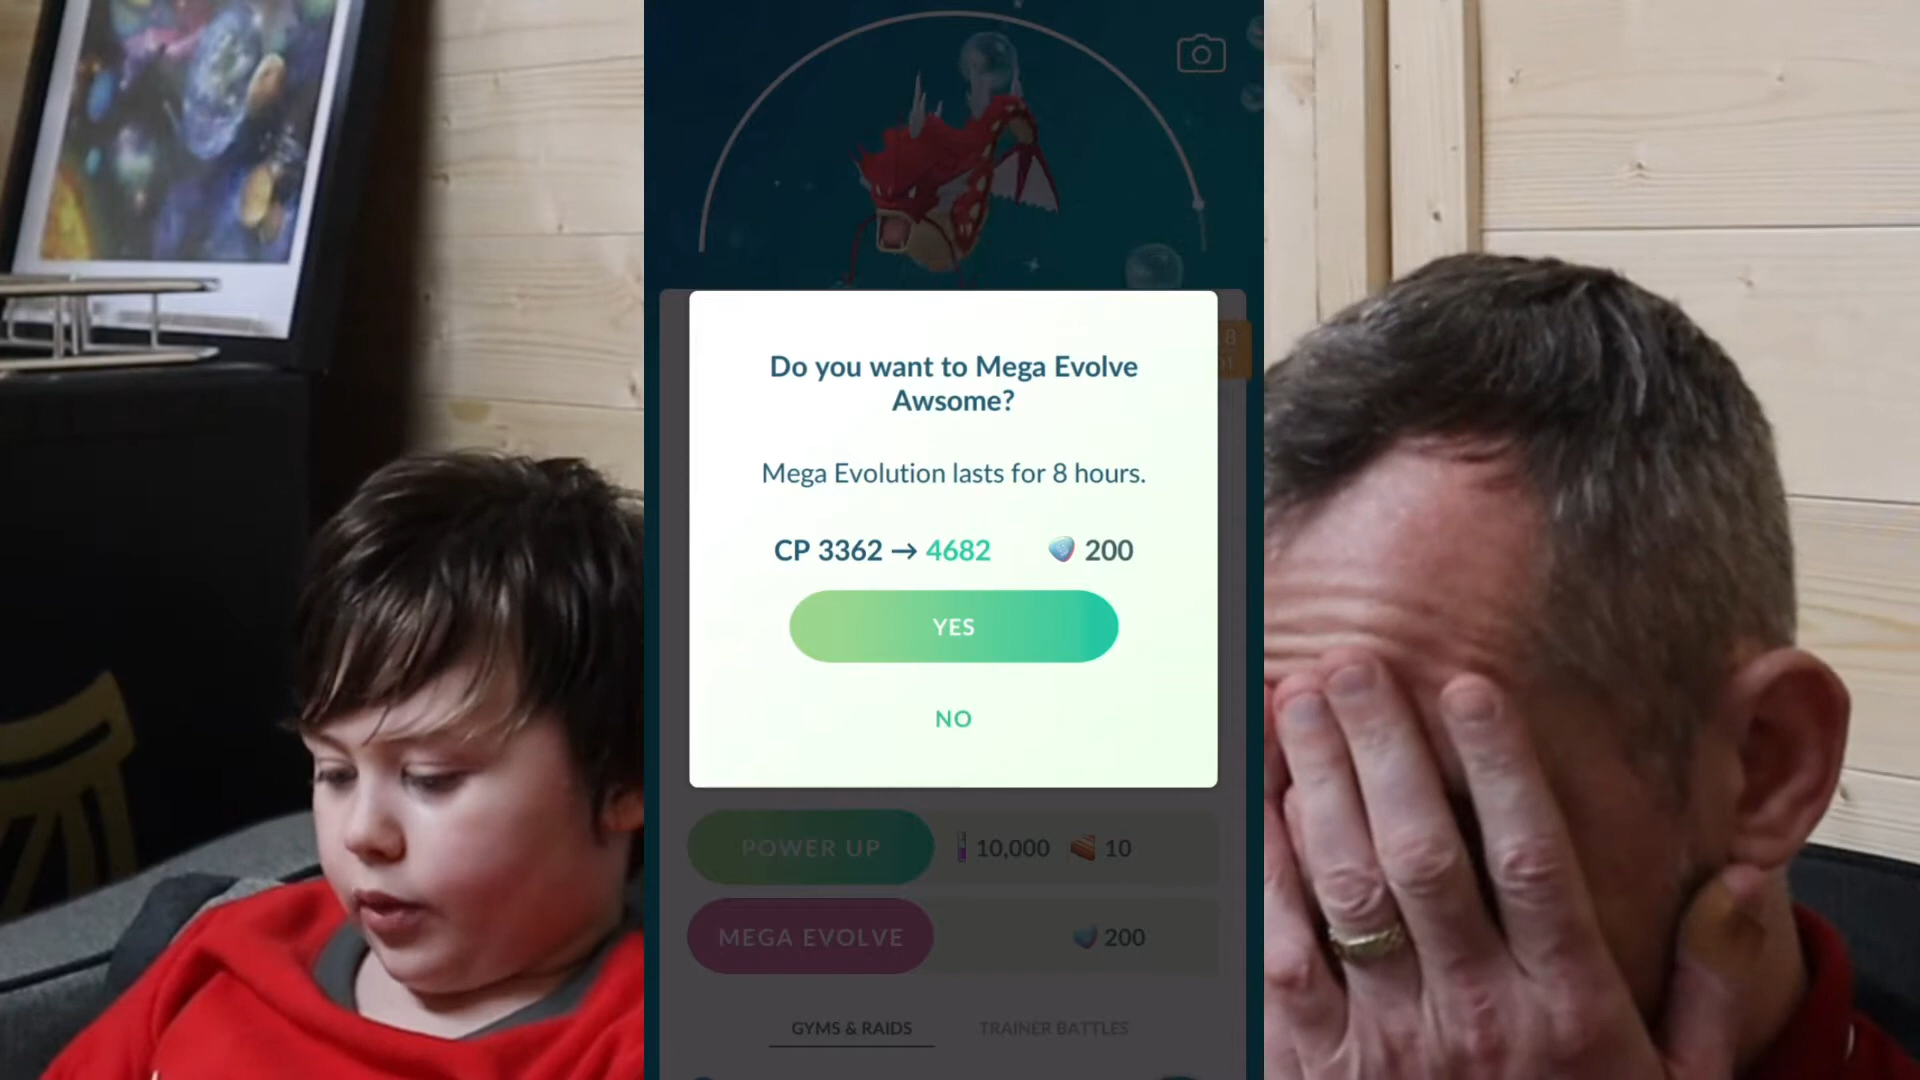 Do you want to Mega Evolve
Awsome?
Mega Evolution lasts for 8 hours.
CP 3362 → 4682 200
YES
NO
POWER UP 10,000 10
MEGA EVOLVE 200
GYMS & RAIDS TRAINER BATTLES